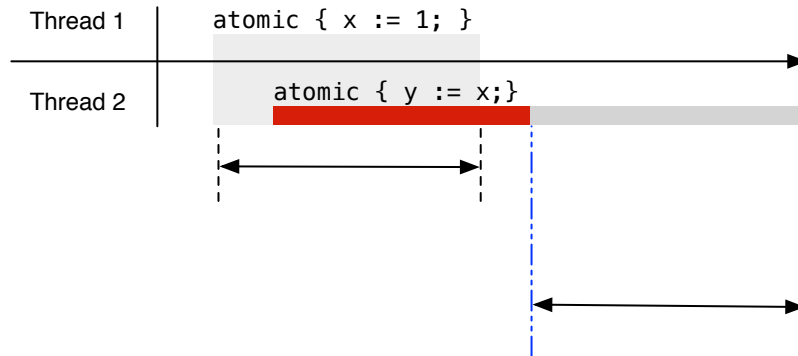 Thread 1
atomic { x := 1; }
Thread 2
atomic { y := x;}